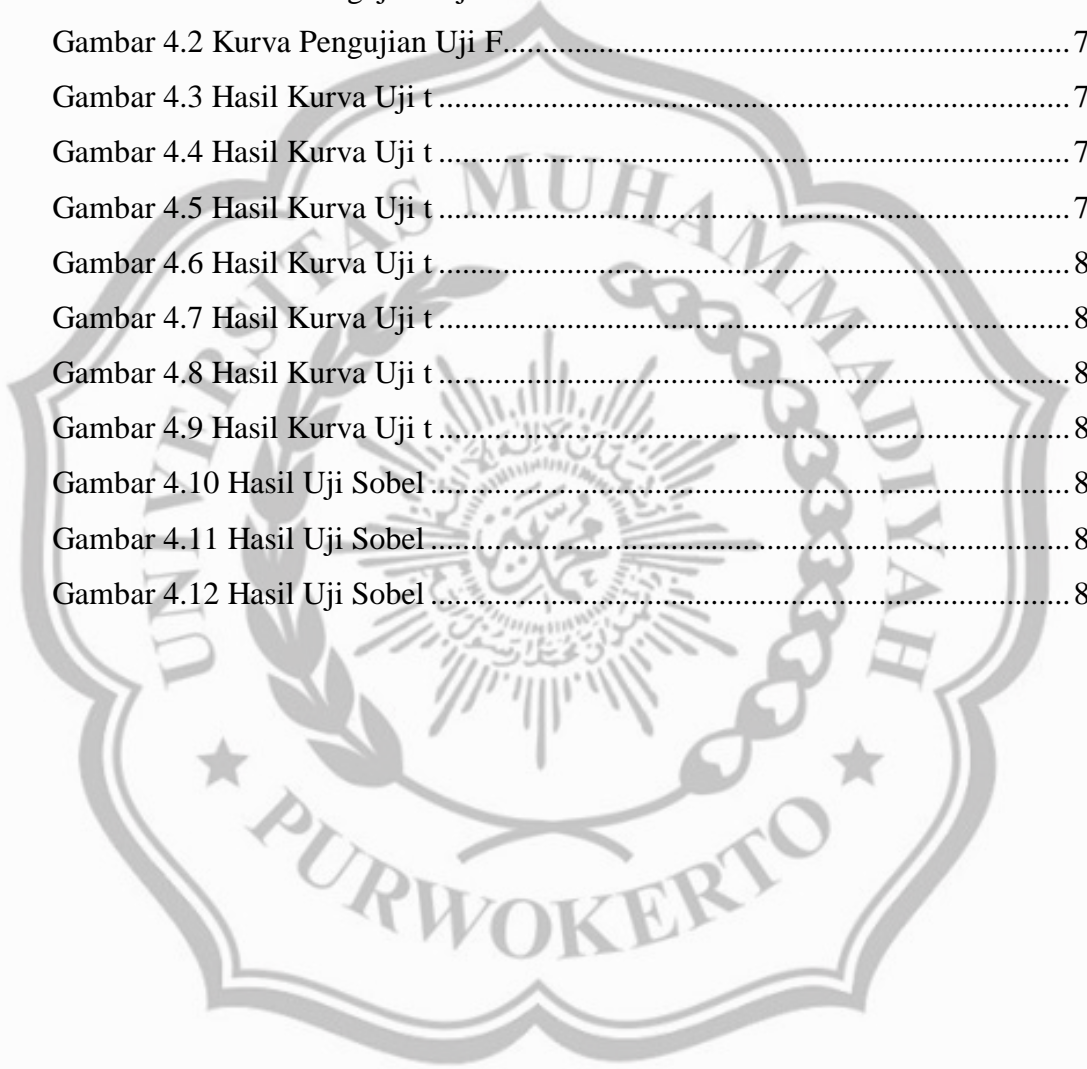 Gambar 4.2 Kurva Pengujian Uji F........................................................................ 7
Gambar 4.3 Hasil Kurva Uji t ................................................................................ 7
Gambar 4.4 Hasil Kurva Uji t ................................................................................ 7
Gambar 4.5 Hasil Kurva Uji t ................................................................................ 7
Gambar 4.6 Hasil Kurva Uji t ................................................................................ 8
Gambar 4.7 Hasil Kurva Uji t ................................................................................ 8
Gambar 4.8 Hasil Kurva Uji t ................................................................................ 8
Gambar 4.9 Hasil Kurva Uji t ................................................................................ 8
Gambar 4.10 Hasil Uji Sobel ................................................................................. 8
Gambar 4.11 Hasil Uji Sobel ................................................................................. 8
Gambar 4.12 Hasil Uji Sobel ................................................................................. 8
UNIVERSITAS MUHAMMADIYAH
PURWOKERTO